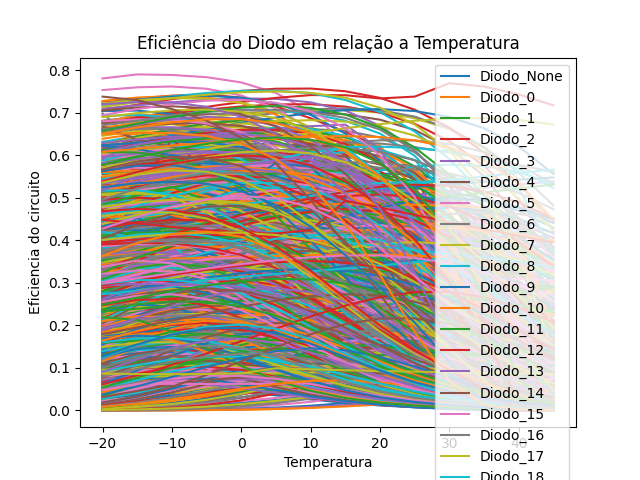 Eficiência do Diodo em relação a Temperatura
Eficiencia do circuito
0.8
0.7
0.6
0.5
0.4
0.3
0.2
0.1
0.0
−20
−10
0
10
20
30
40
Temperatura
Diodo_None
Diodo_0
Diodo_1
Diodo_2
Diodo_3
Diodo_4
Diodo_5
Diodo_6
Diodo_7
Diodo_8
Diodo_9
Diodo_10
Diodo_11
Diodo_12
Diodo_13
Diodo_14
Diodo_15
Diodo_16
Diodo_17
Diodo_18